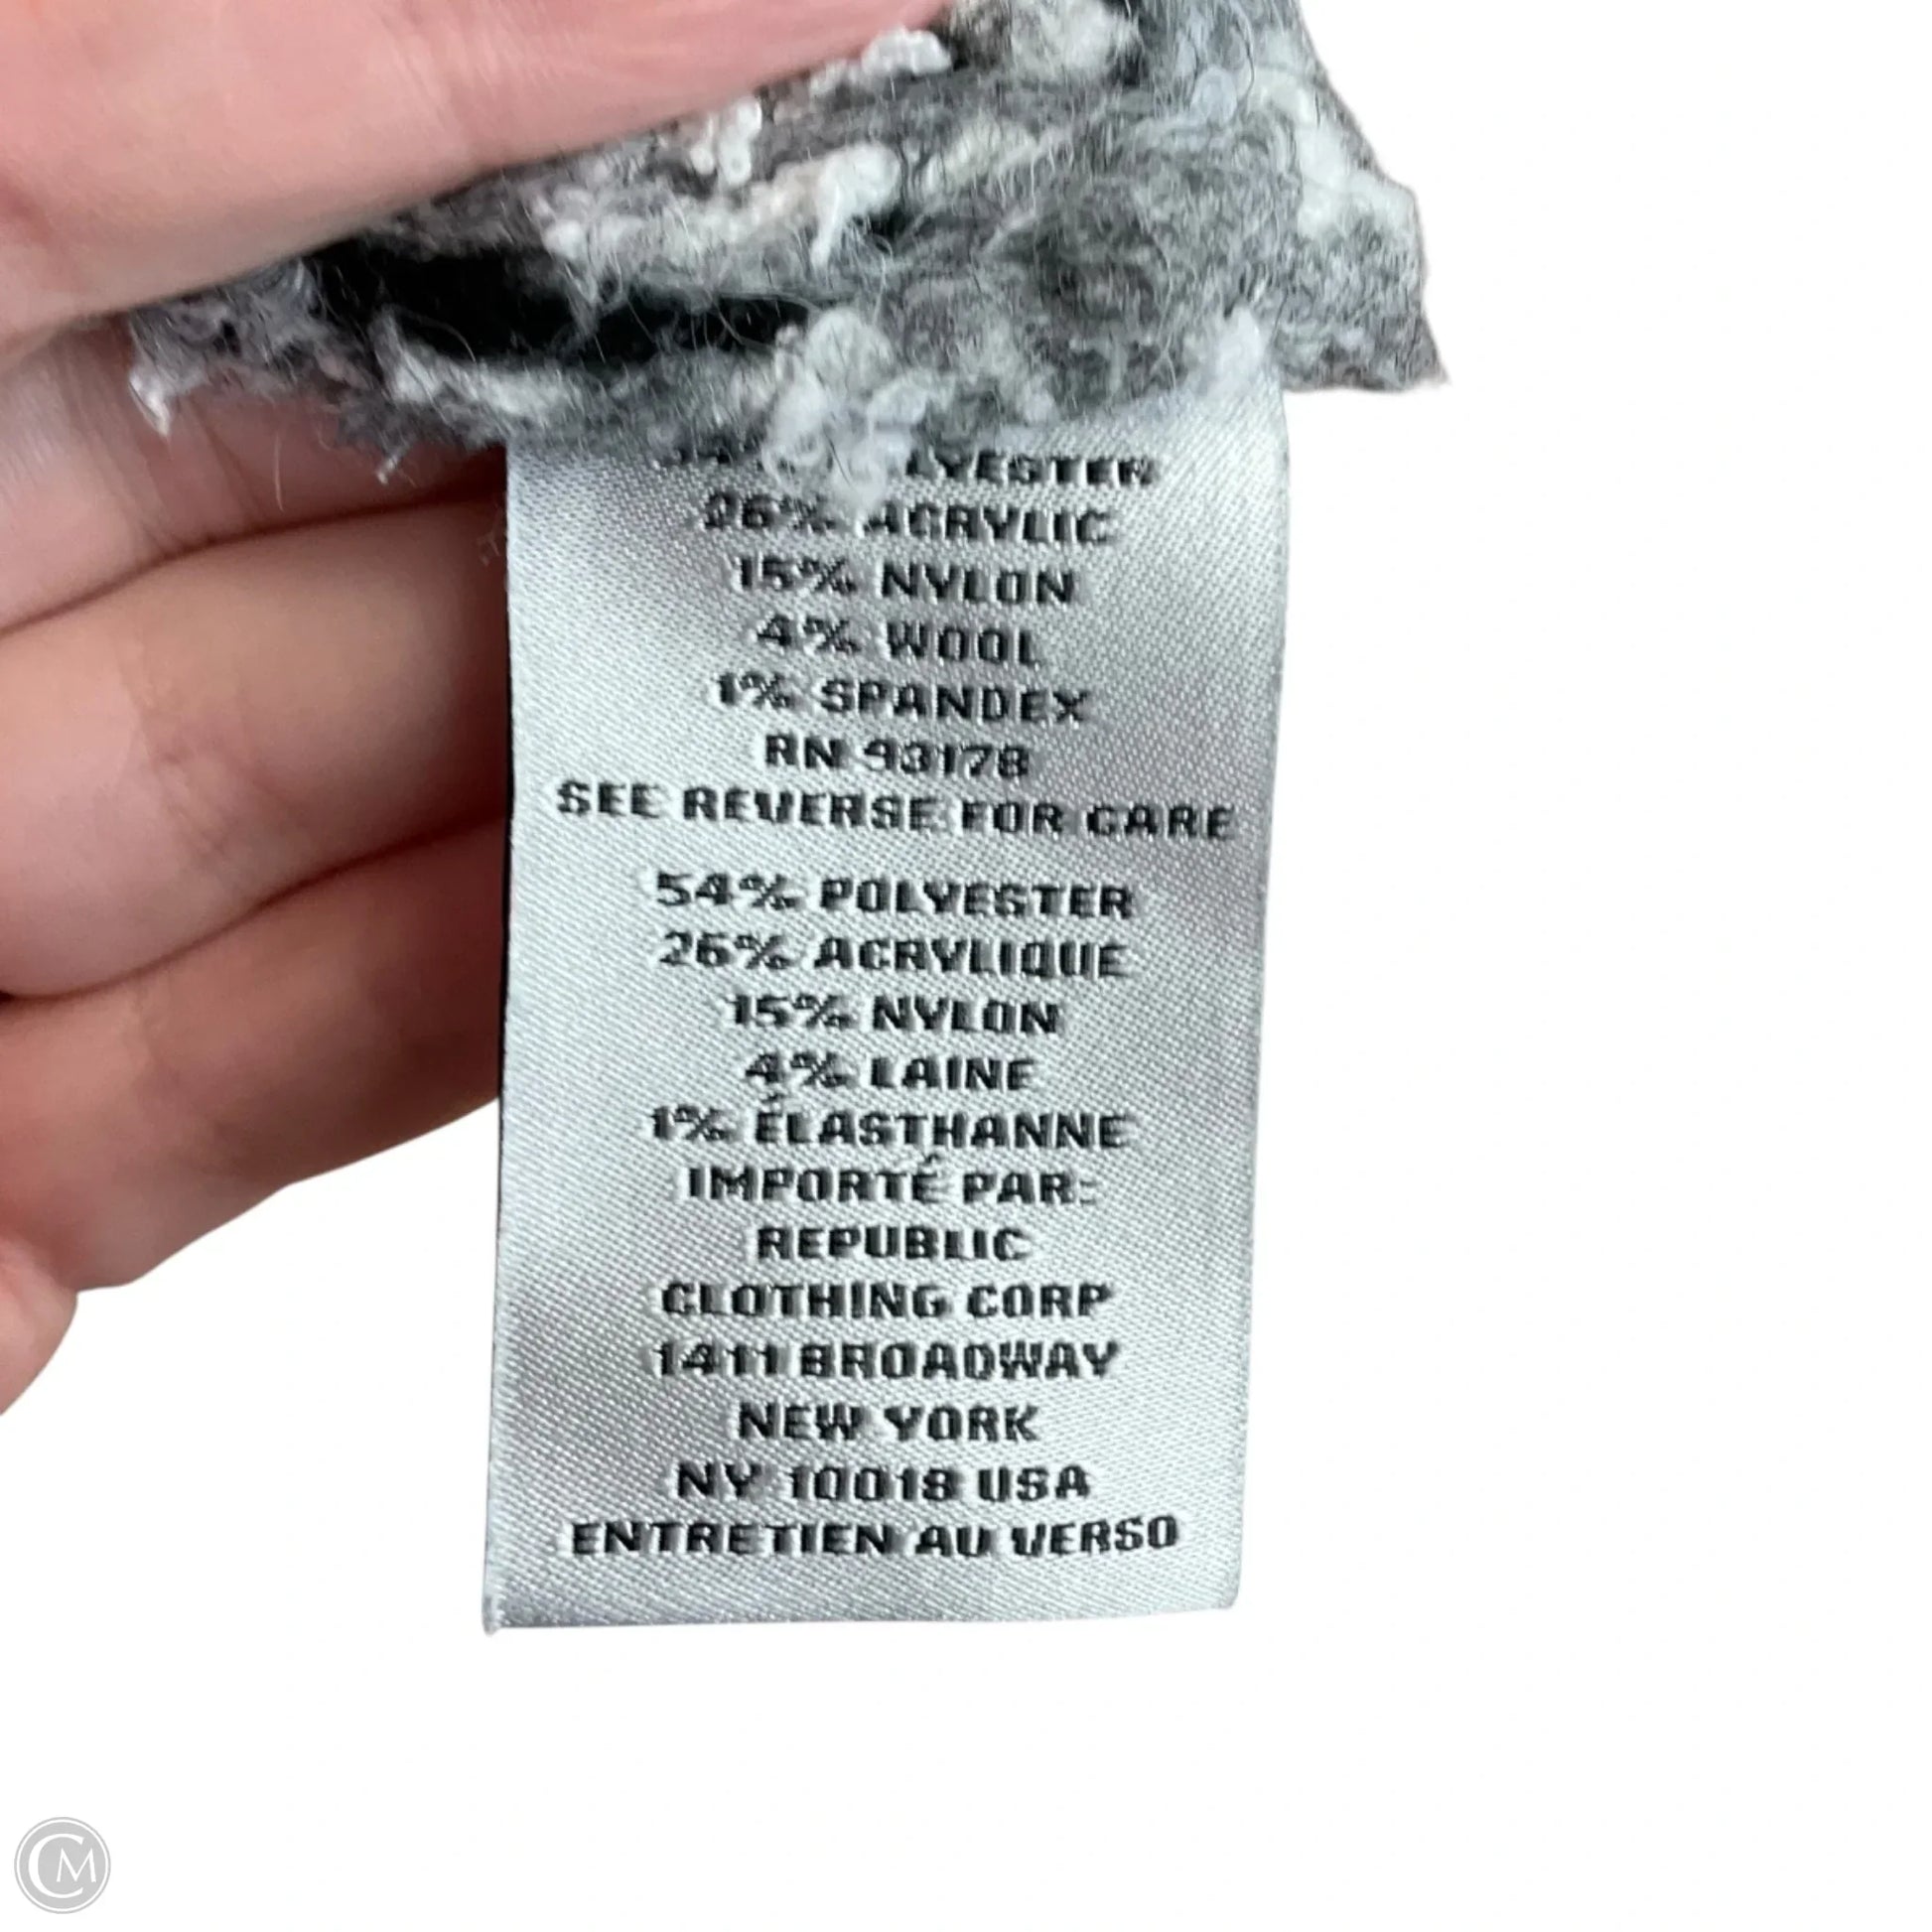 POLYESTER
26% ACRYLIC
15% NYLON
4% WOOL
1% SPANDEX
RN 93178
SEE REVERSE FOR CARE
54% POLYESTER
26% ACRYLIQUE
15% NYLON
4% LAINE
1% ÉLASTHANNE
IMPORTÉ PAR:
REPUBLIC
CLOTHING CORP
1411 BROADWAY
NEW YORK
NY 10018 USA
ENTRETIEN AU VERSO
CM